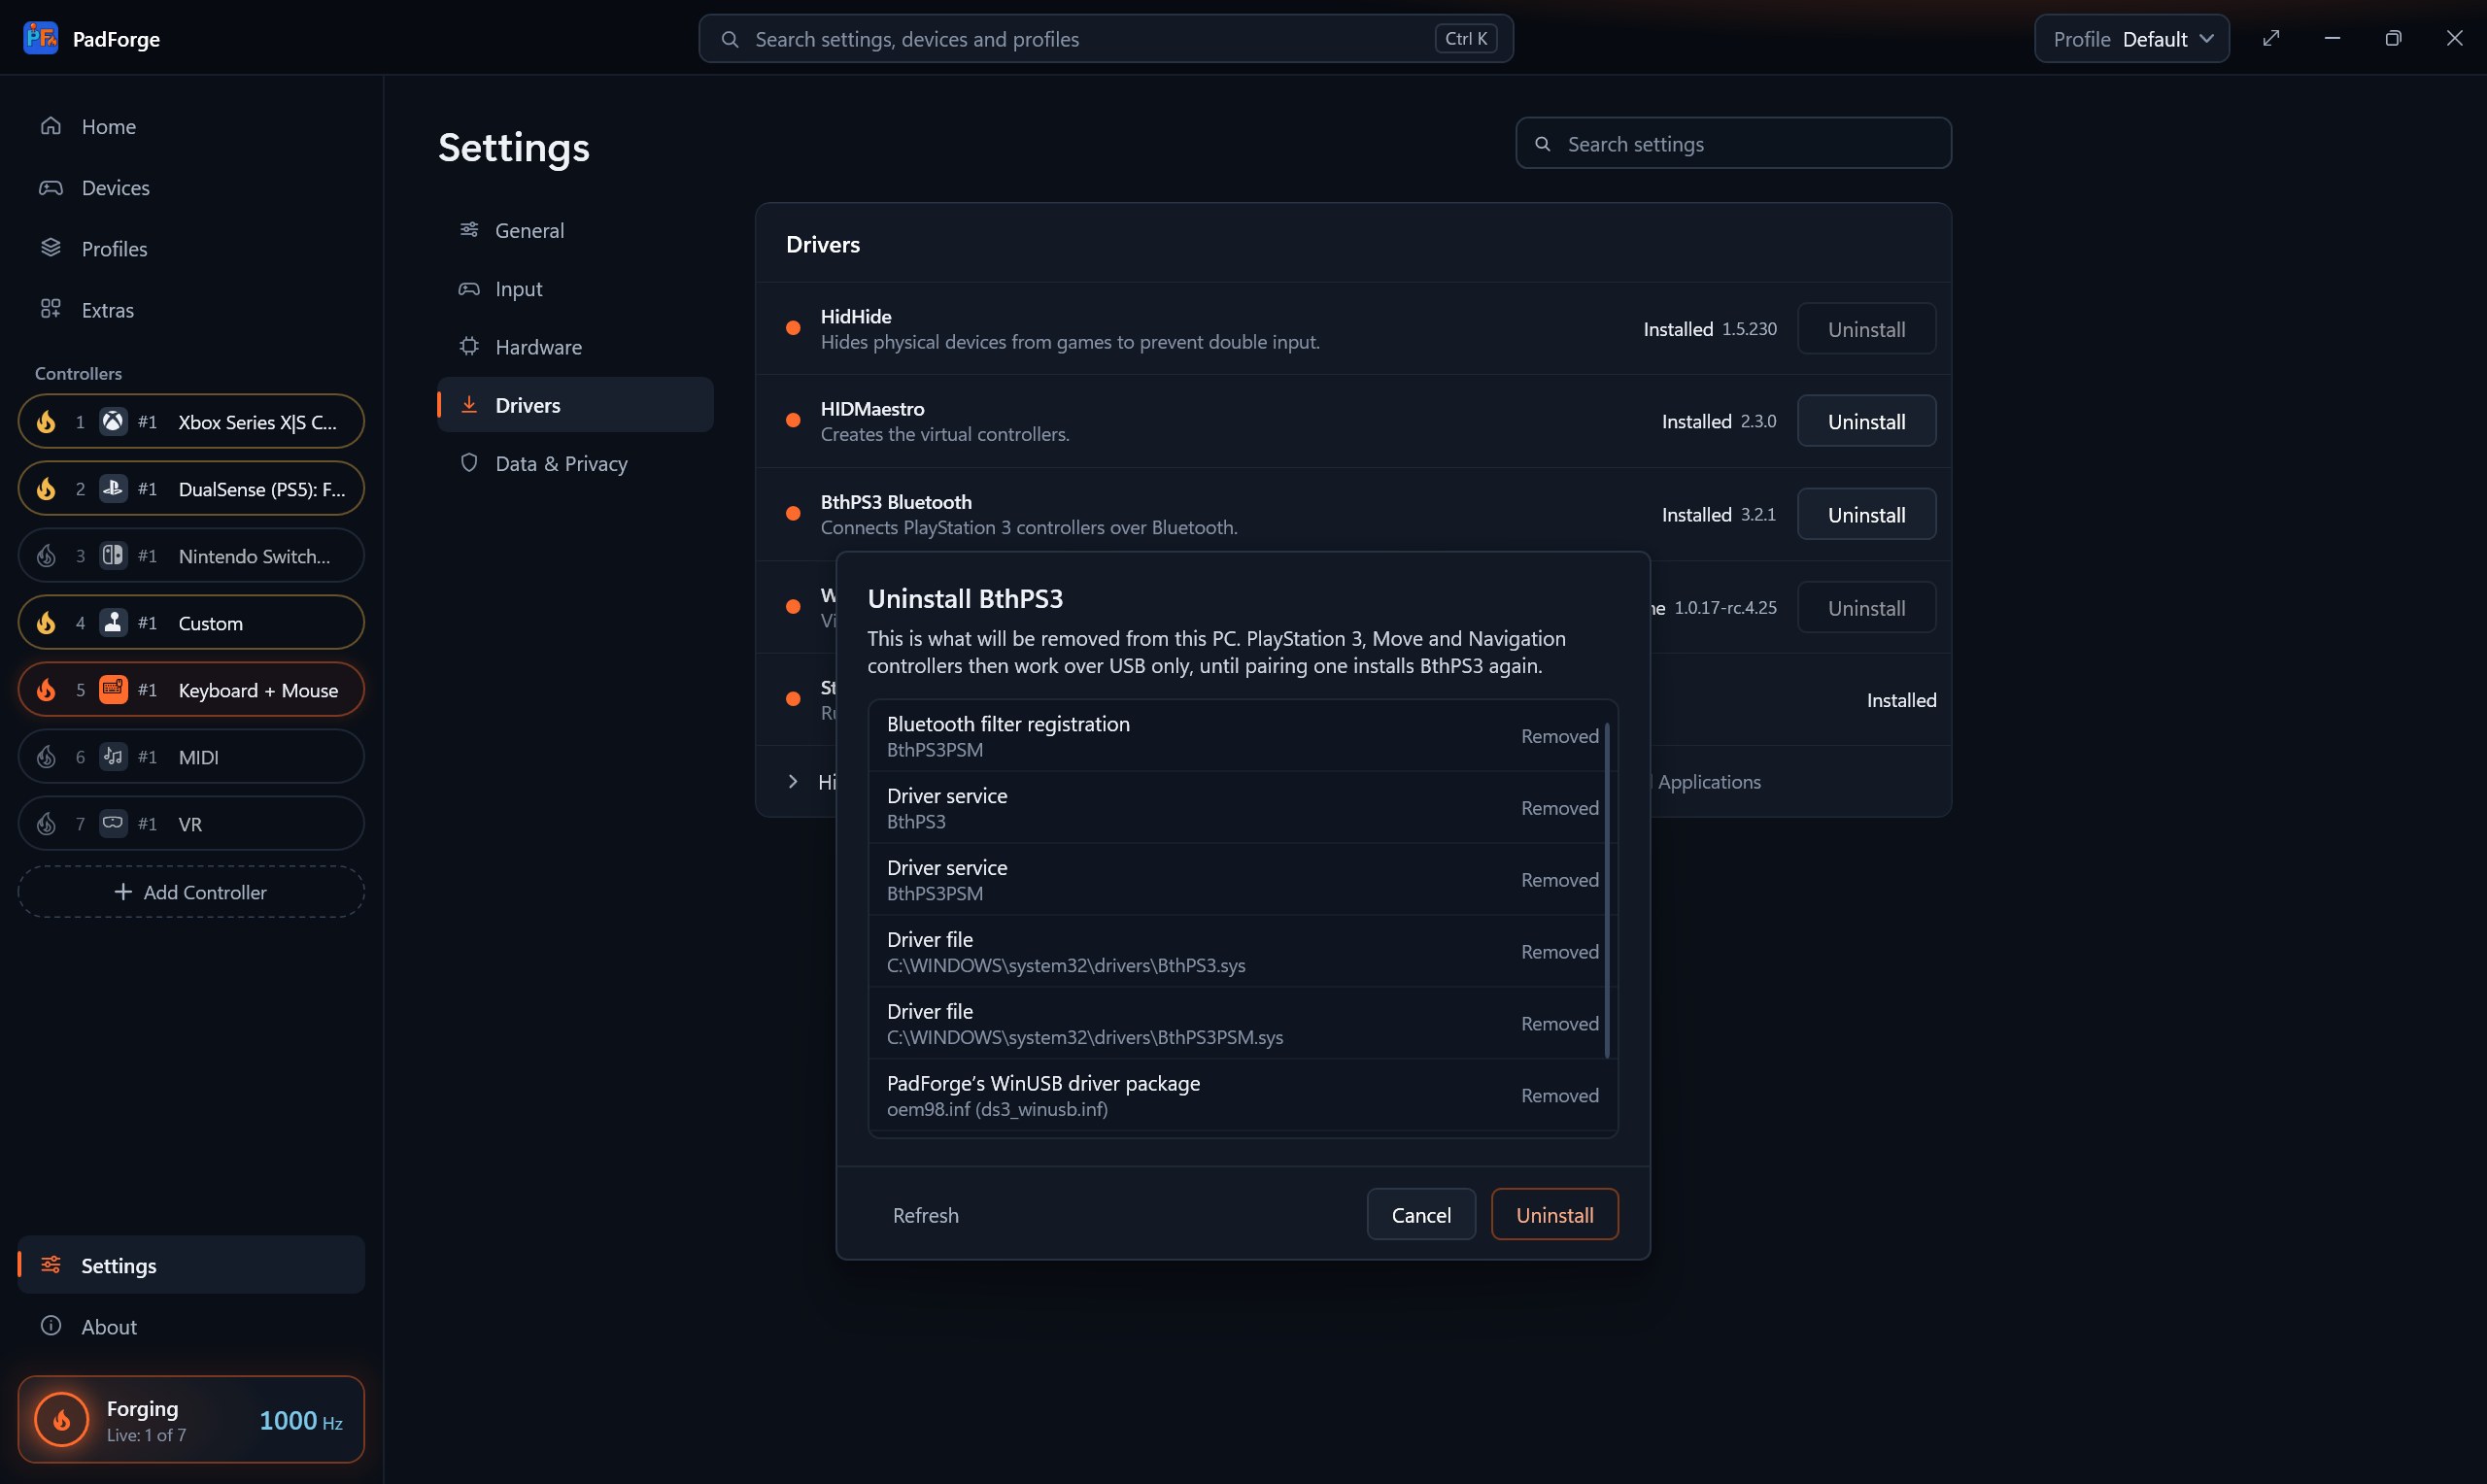 PadForge
Search settings, devices and profiles
Ctrl K
Profile Default
Home
Devices
Profiles
Extras
Controllers
1 #1 Xbox Series X|S C...
2 #1 DualSense (PS5): F...
3 #1 Nintendo Switch...
4 #1 Custom
5 #1 Keyboard + Mouse
6 #1 MIDI
7 #1 VR
Add Controller
Settings
About
Forging
Live: 1 of 7
1000 Hz
Settings
Search settings
General
Input
Hardware
Drivers
Data & Privacy
Drivers
HidHide
Hides physical devices from games to prevent double input.
Installed 1.5.230
Uninstall
HIDMaestro
Creates the virtual controllers.
Installed 2.3.0
Uninstall
BthPS3 Bluetooth
Connects PlayStation 3 controllers over Bluetooth.
Installed 3.2.1
Uninstall
1.0.17-rc.4.25
Uninstall
Installed
Applications
Uninstall BthPS3
This is what will be removed from this PC. PlayStation 3, Move and Navigation
controllers then work over USB only, until pairing one installs BthPS3 again.
Bluetooth filter registration
BthPS3PSM
Removed
Driver service
BthPS3
Removed
Driver service
BthPS3PSM
Removed
Driver file
C:\WINDOWS\system32\drivers\BthPS3.sys
Removed
Driver file
C:\WINDOWS\system32\drivers\BthPS3PSM.sys
Removed
PadForge’s WinUSB driver package
oem98.inf (ds3_winusb.inf)
Removed
Refresh
Cancel
Uninstall